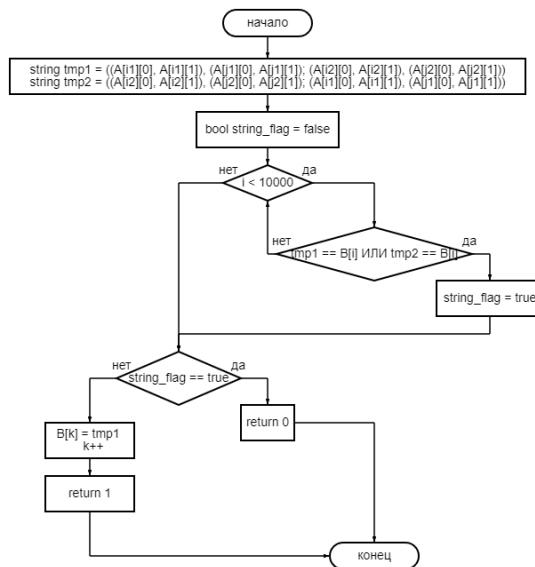 начало
string tmp1 = ((A[i1][0], A[i1][1]), (A[j1][0], A[j1][1]); (A[i2][0], A[i2][1]), (A[j2][0], A[j2][1]))
string tmp2 = ((A[i2][0], A[i2][1]), (A[j2][0], A[j2][1]); (A[i1][0], A[i1][1]), (A[j1][0], A[j1][1]))
bool string_flag = false
нет
да
i < 10000
нет
да
tmp1 == B[i] ИЛИ tmp2 == B[i]
string_flag = true
нет
да
string_flag == true
B[k] = tmp1
k++
return 0
return 1
конец